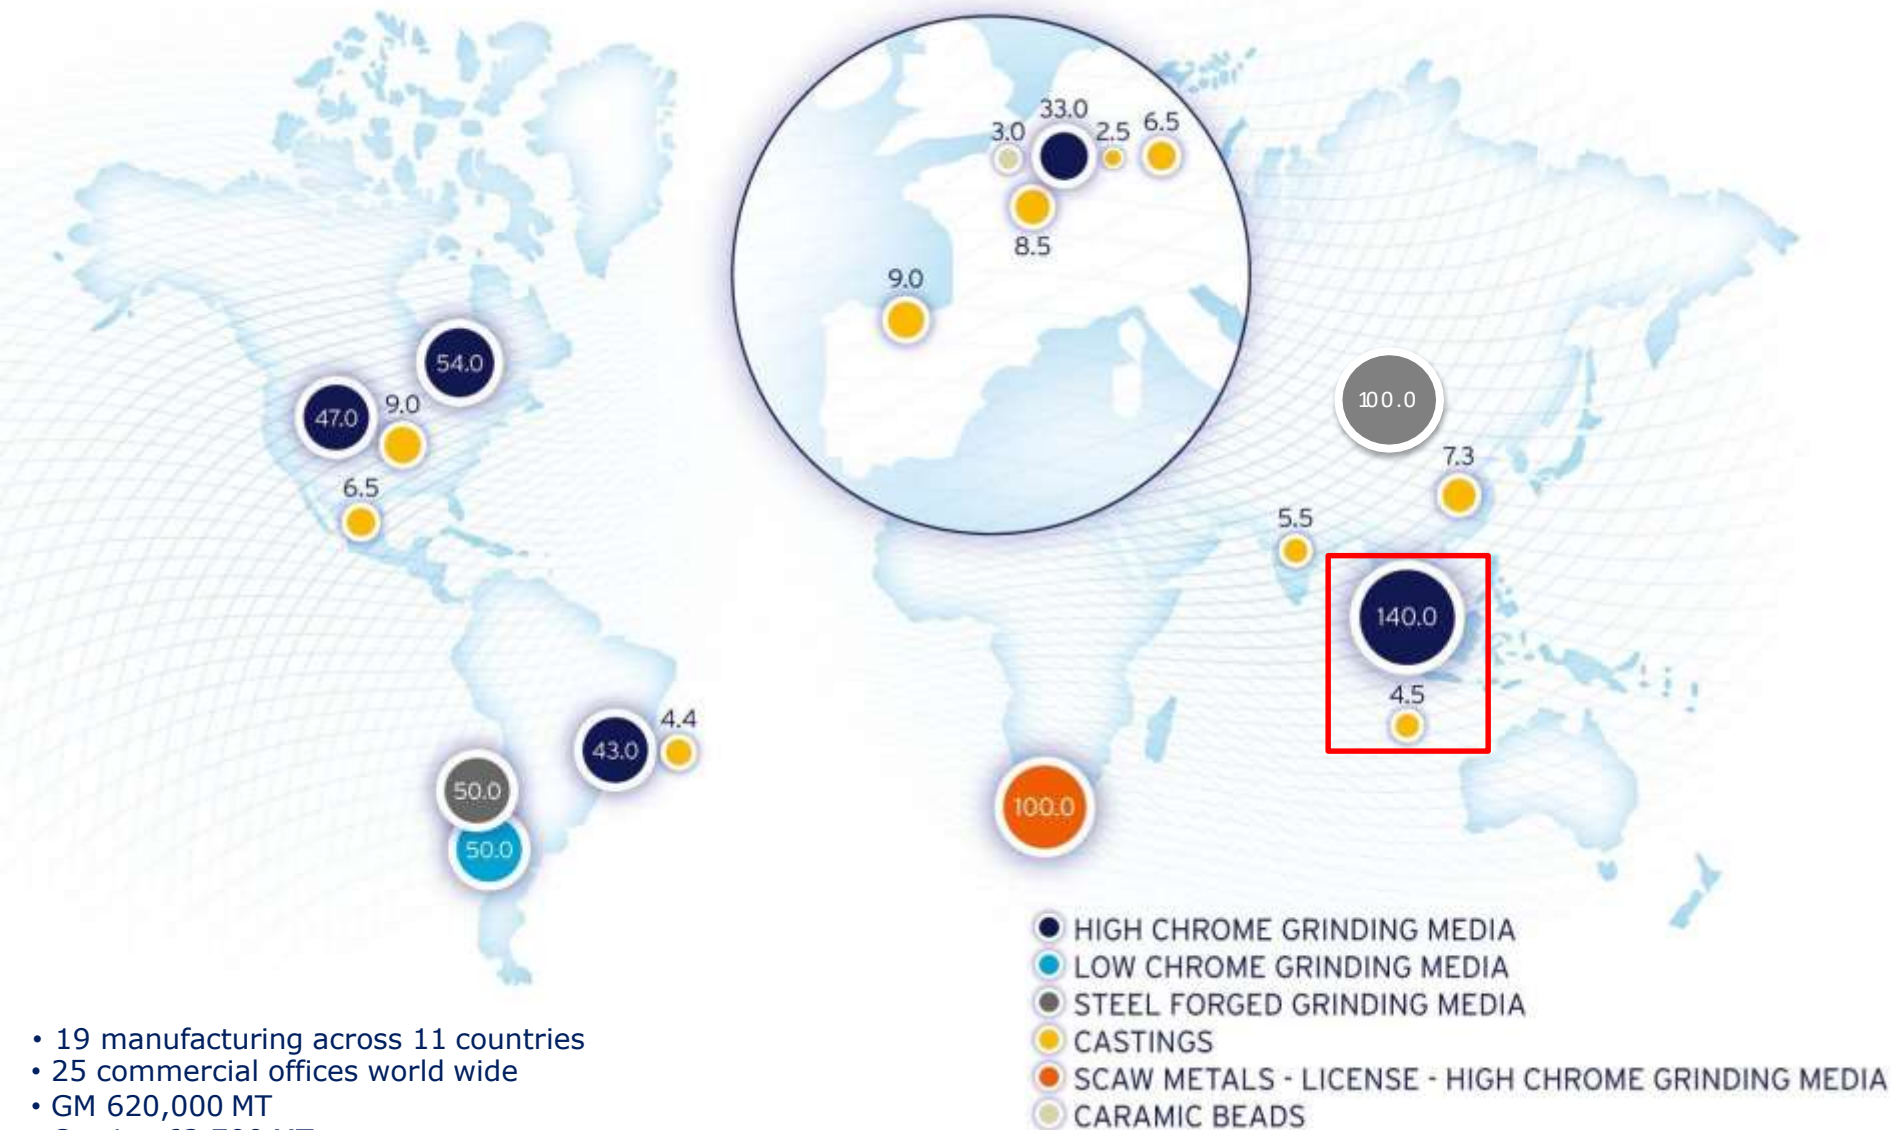 33.0
3.0
2.5
6.5
8.5
9.0
54.0
47.0
9.0
6.5
100.0
7.3
5.5
140.0
4.5
43.0
4.4
50.0
50.0
100.0
HIGH CHROME GRINDING MEDIA
LOW CHROME GRINDING MEDIA
STEEL FORGED GRINDING MEDIA
CASTINGS
SCAW METALS - LICENSE - HIGH CHROME GRINDING MEDIA
CARAMIC BEADS
• 19 manufacturing across 11 countries
• 25 commercial offices world wide
• GM 620,000 MT